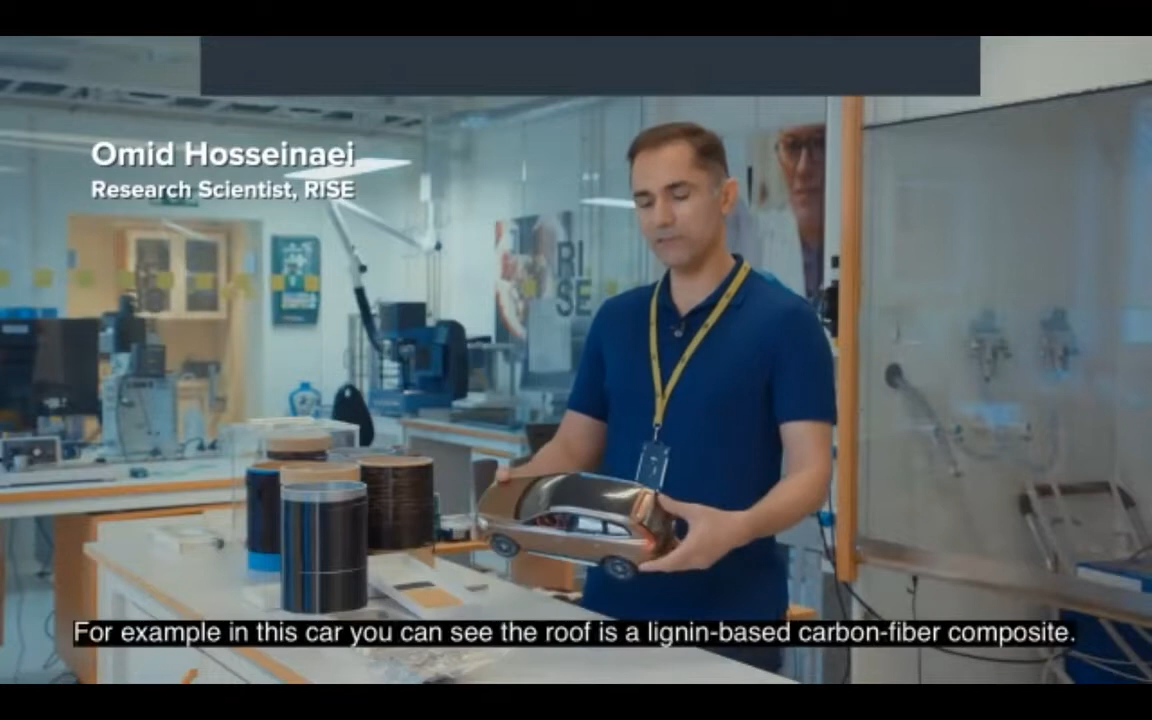 Omid Hosseinaei
Research Scientist, RISE
RI.
SE
For example in this car you can see the roof is a lignin-based carbon-fiber composite.